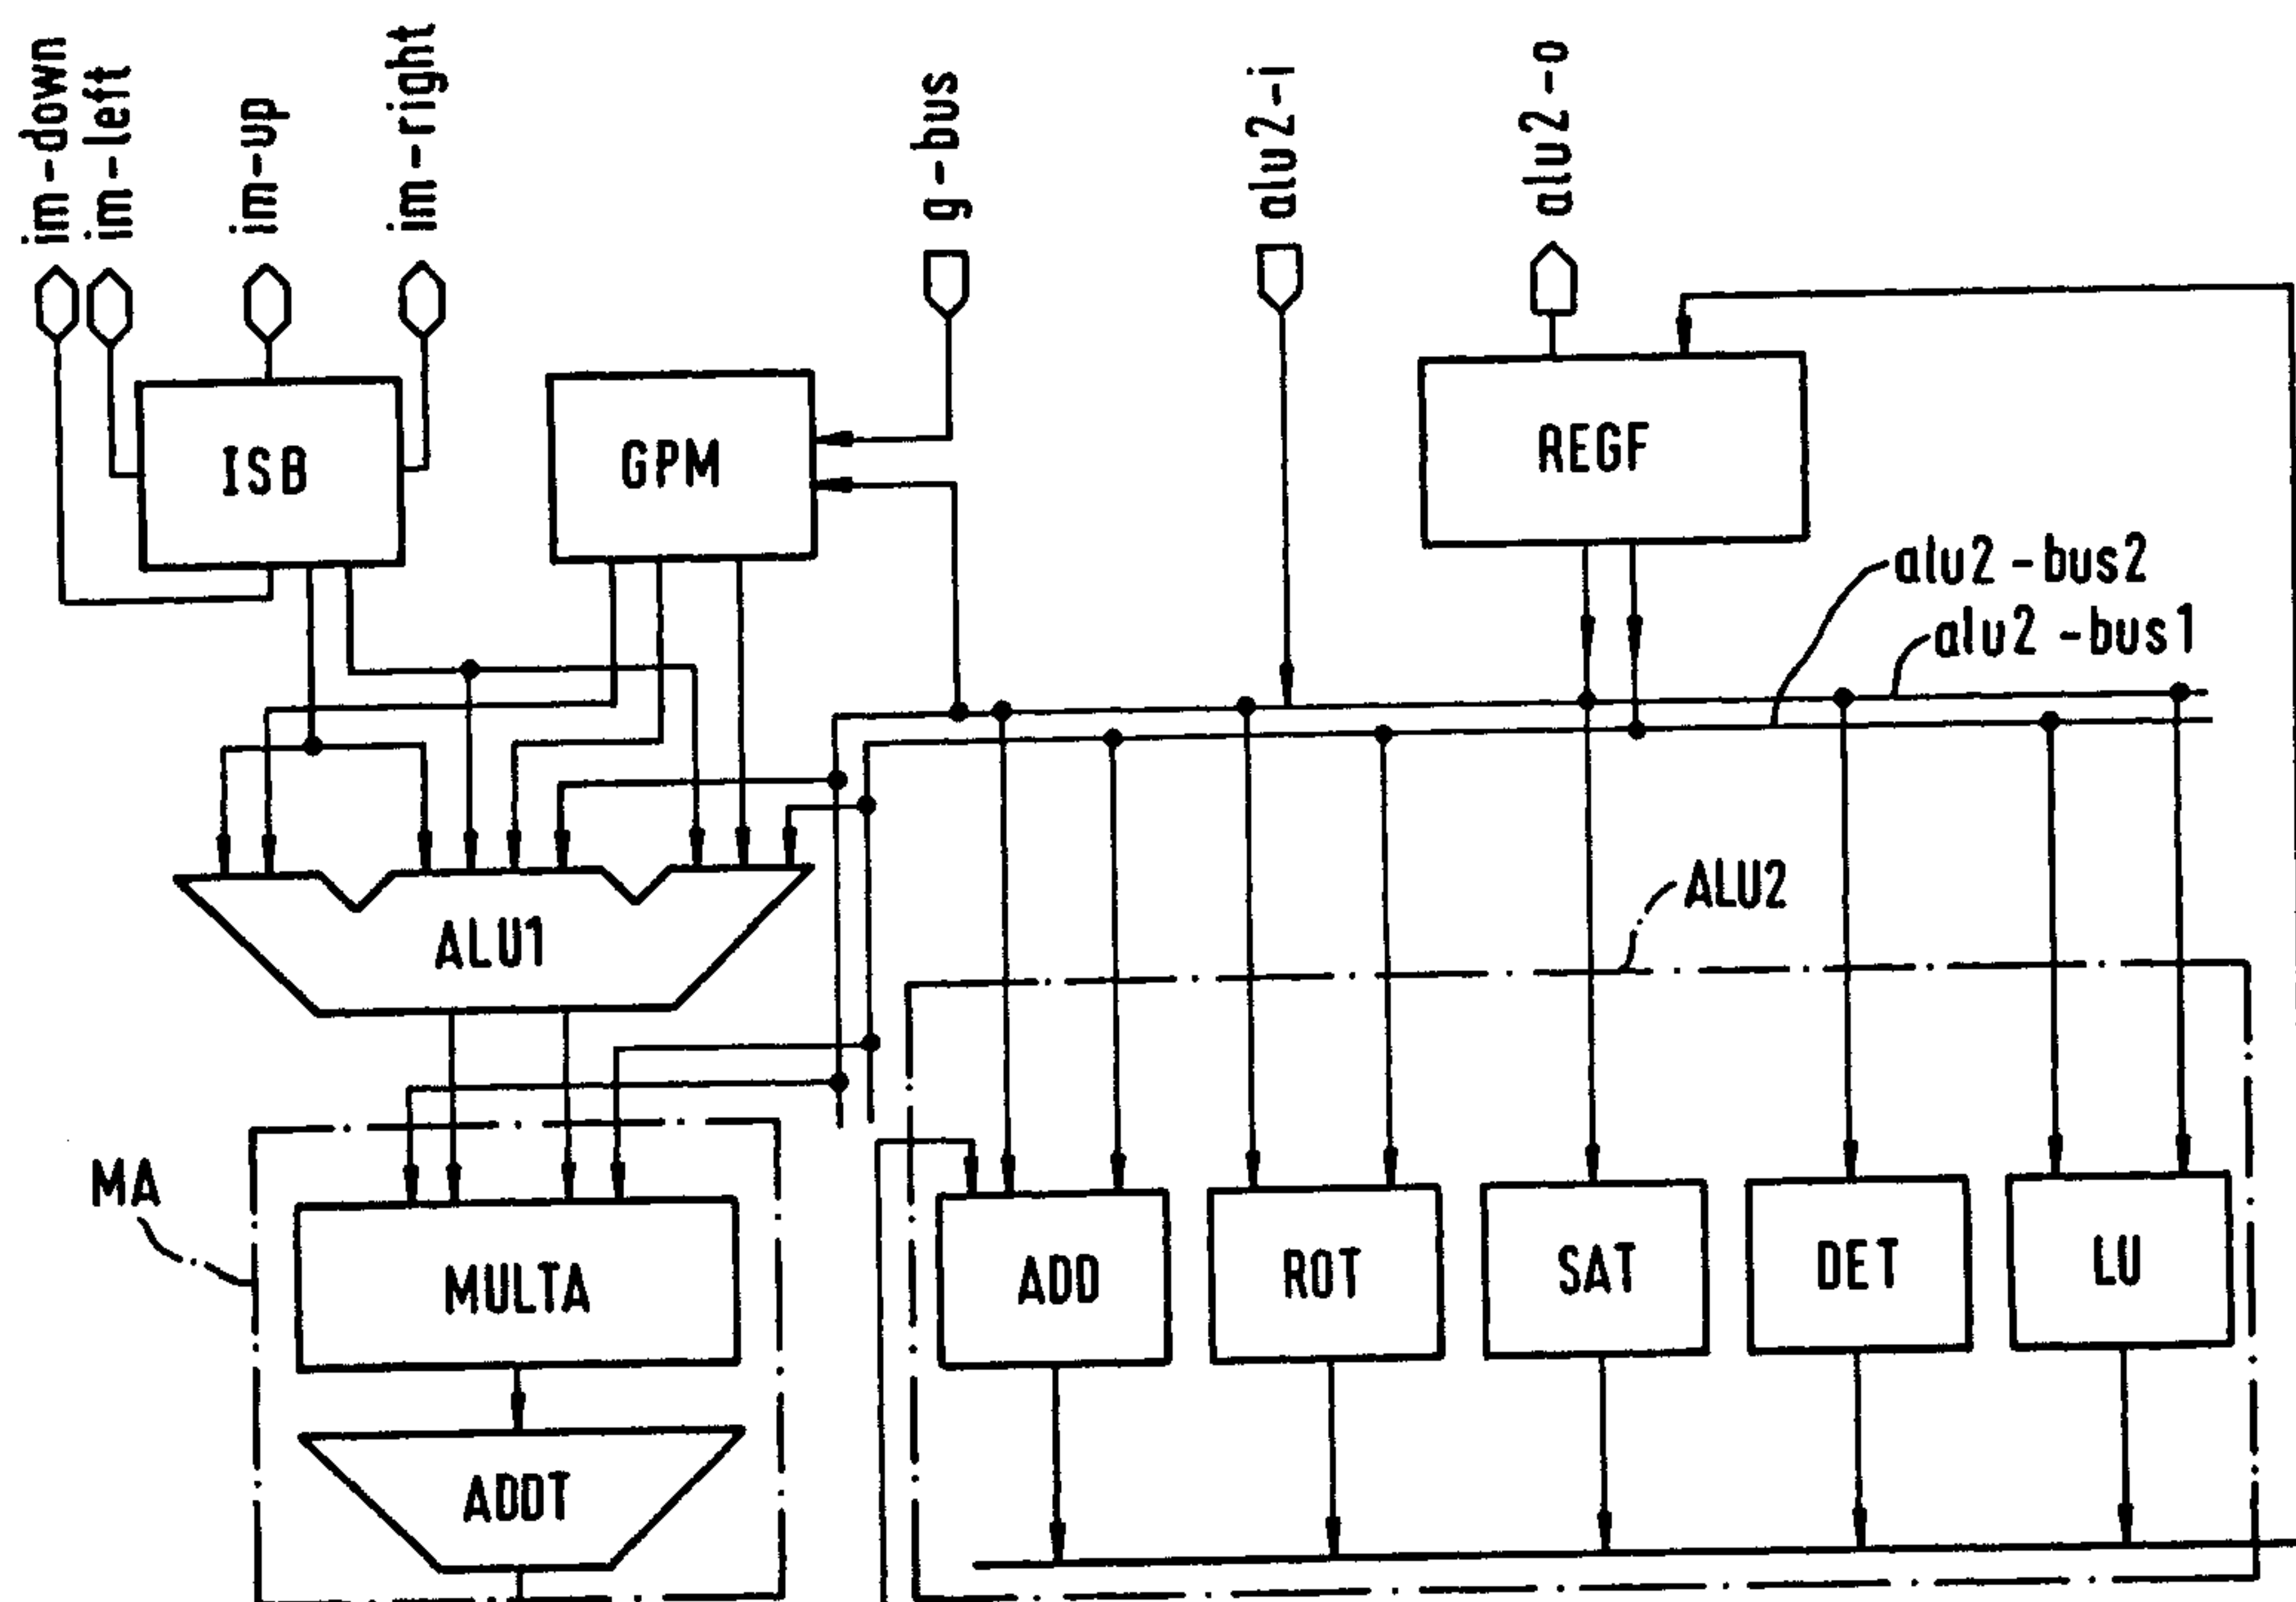 im-down
im-left
im-up
im-right
g-bus
alu2-i
alu2-o
ISB
GPM
REGF
alu2-bus2
alu2-bus1
ALU1
ALU2
MA
MULTA
ADD
ROT
SAT
DET
LU
ADDT